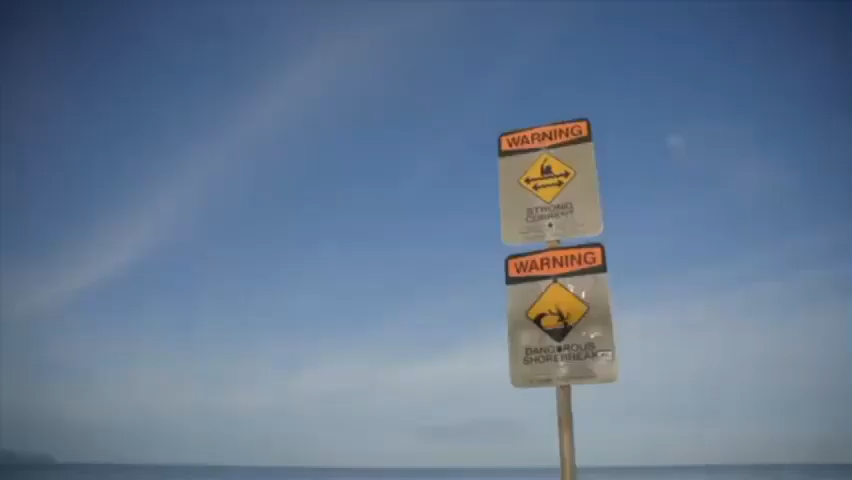 WARNING
STRONG
CURRENT
WARNING
DANGEROUS
SHOREBREAK